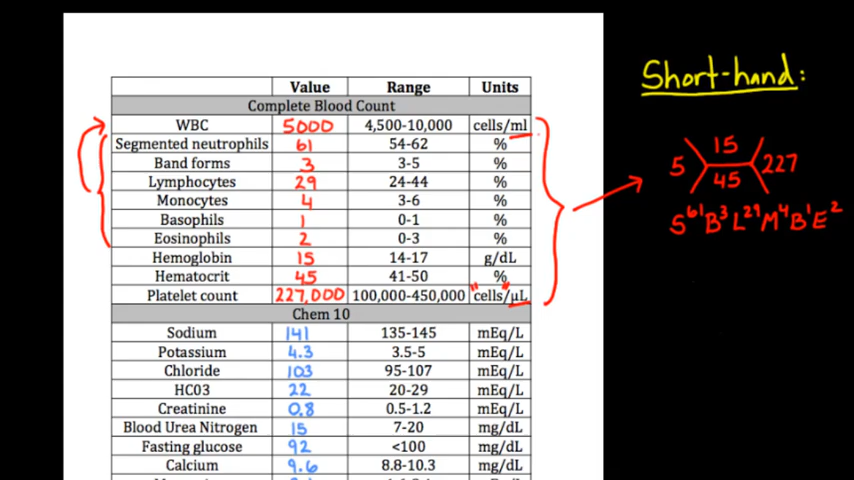 Value Range Units
Complete Blood Count
WBC 5000 4,500-10,000 cells/ml
Segmented neutrophils 61 54-62 %
Band forms 3 3-5 %
Lymphocytes 29 24-44 %
Monocytes 4 3-6 %
Basophils 1 0-1 %
Eosinophils 2 0-3 %
Hemoglobin 15 14-17 g/dL
Hematocrit 45 41-50 %
Platelet count 227,000 100,000-450,000 "cells"/μL
Chem 10
Sodium 141 135-145 mEq/L
Potassium 4.3 3.5-5 mEq/L
Chloride 103 95-107 mEq/L
HC03 22 20-29 mEq/L
Creatinine 0.8 0.5-1.2 mEq/L
Blood Urea Nitrogen 15 7-20 mg/dL
Fasting glucose 92 <100 mg/dL
Calcium 9.6 8.8-10.3 mg/dL
Short-hand:
15
5 227
45
S⁶¹B³L²⁹M⁴B¹E²